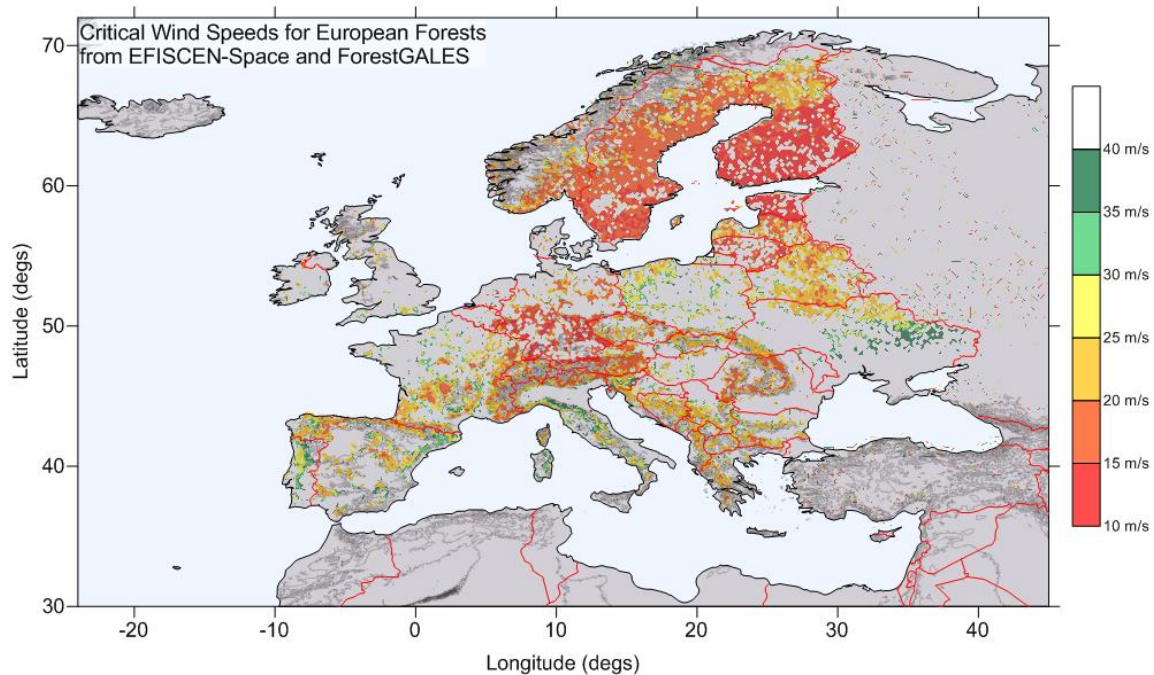 Critical Wind Speeds for European Forests
from EFISCEN-Space and ForestGALES
70
60
50
40
30
Latitude (degs)
-20
-10
0
10
20
30
40
Longitude (degs)
40 m/s
35 m/s
30 m/s
25 m/s
20 m/s
15 m/s
10 m/s